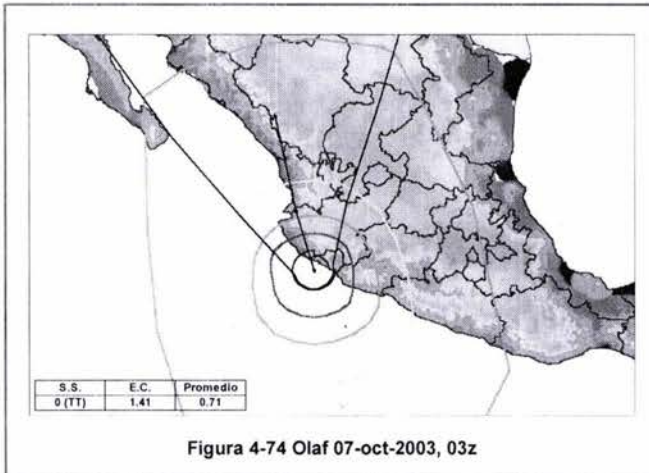 S.S. E.C. Promedio
0 (TT) 1.41 0.71
Figura 4-74 Olaf 07-oct-2003, 03z